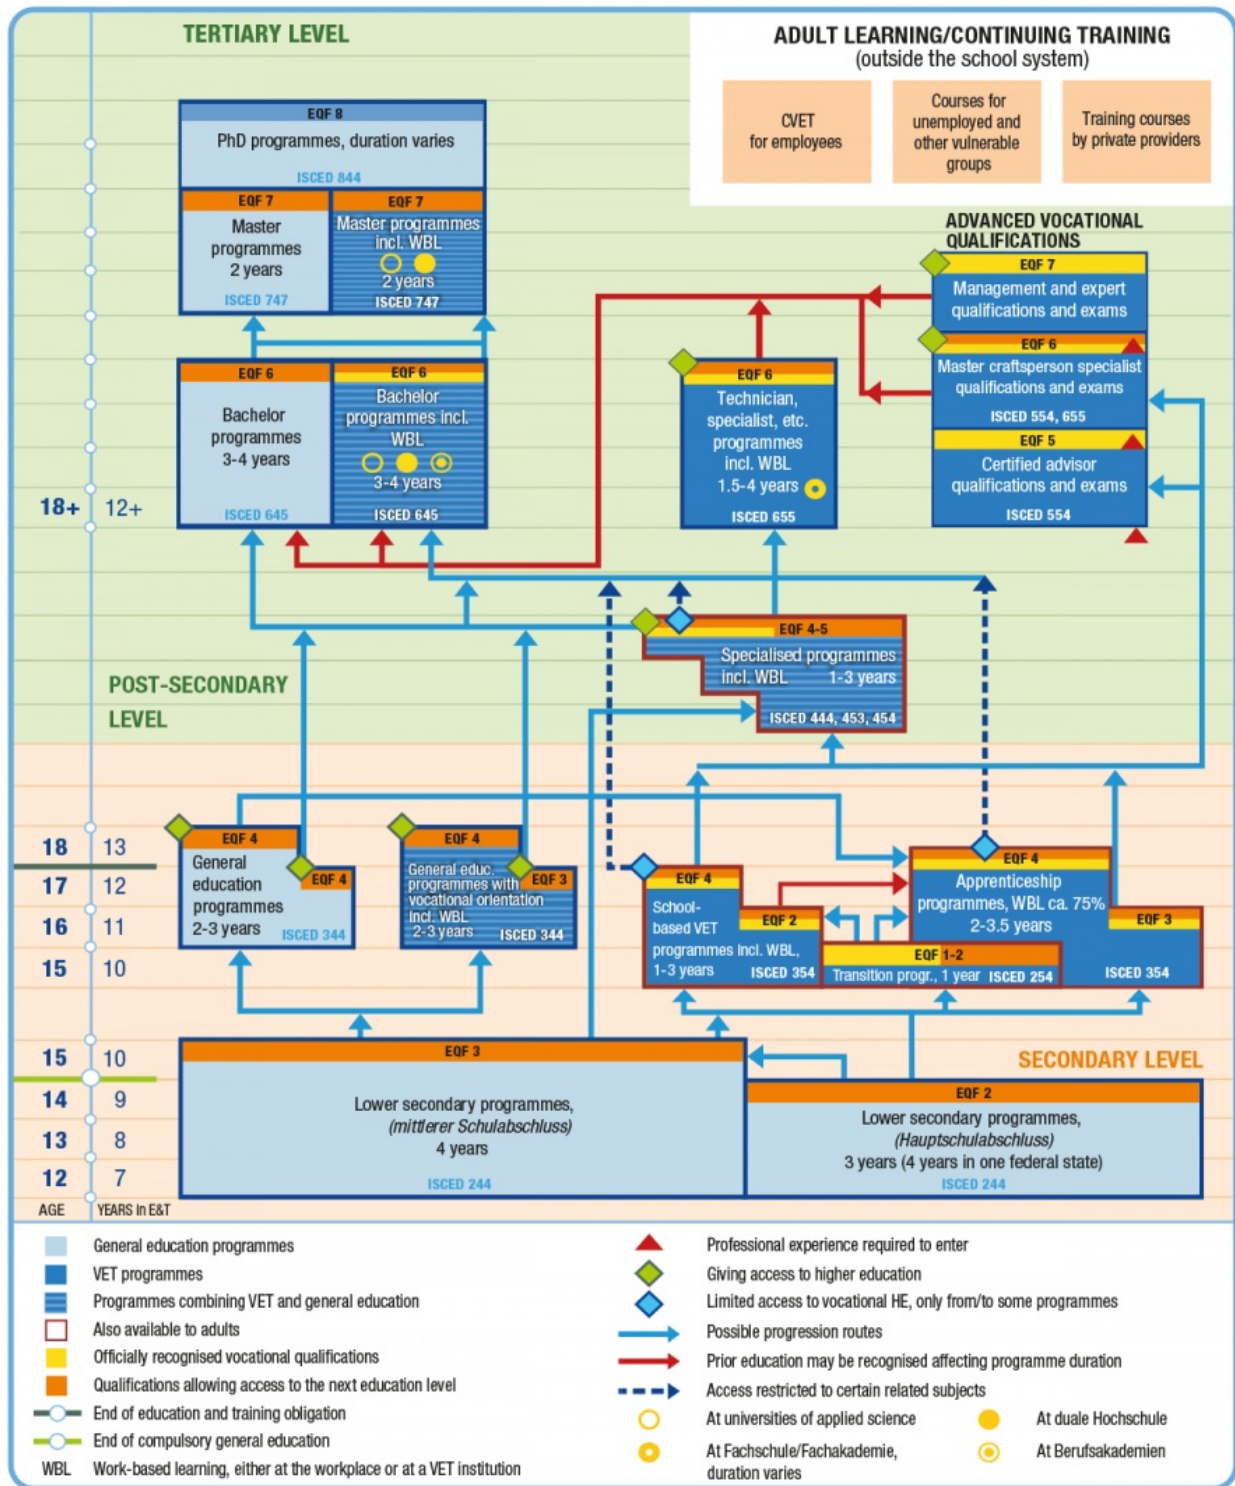 TERTIARY LEVEL
ADULT LEARNING/CONTINUING TRAINING
(outside the school system)
CVET
for employees
Courses for
unemployed and
other vulnerable
groups
Training courses
by private providers
EQF 8
PhD programmes, duration varies
ISCED 844
EQF 7
Master
programmes
2 years
ISCED 747
EQF 7
Master programmes
incl. WBL
2 years
ISCED 747
ADVANCED VOCATIONAL
QUALIFICATIONS
EQF 7
Management and expert
qualifications and exams
EQF 6
Master craftsperson specialist
qualifications and exams
ISCED 554, 655
EQF 5
Certified advisor
qualifications and exams
ISCED 554
EQF 6
Bachelor
programmes
3-4 years
ISCED 645
EQF 6
Bachelor
programmes incl.
WBL
3-4 years
ISCED 645
EQF 6
Technician,
specialist, etc.
programmes
incl. WBL
1.5-4 years
ISCED 655
18+ 12+
EQF 4-5
Specialised programmes
incl. WBL 1-3 years
ISCED 444, 453, 454
POST-SECONDARY
LEVEL
18 13
17 12
16 11
15 10
EQF 4
General
education
programmes
2-3 years
EQF 4
ISCED 344
EQF 4
General educ.
programmes with
vocational orientation
incl. WBL
2-3 years
EQF 3
ISCED 344
EQF 4
School-
based VET
programmes Incl. WBL,
1-3 years
EQF 2
ISCED 354
EQF 1-2
Transition progr., 1 year ISCED 254
EQF 4
Apprenticeship
programmes, WBL ca. 75%
2-3.5 years
EQF 3
ISCED 354
SECONDARY LEVEL
15 10
14 9
13 8
12 7
AGE YEARS in E&T
EQF 3
Lower secondary programmes,
(mittlerer Schulabschluss)
4 years
ISCED 244
EQF 2
Lower secondary programmes,
(Hauptschulabschluss)
3 years (4 years in one federal state)
ISCED 244
General education programmes
VET programmes
Programmes combining VET and general education
Also available to adults
Officially recognised vocational qualifications
Qualifications allowing access to the next education level
End of education and training obligation
End of compulsory general education
WBL Work-based learning, either at the workplace or at a VET institution
Professional experience required to enter
Giving access to higher education
Limited access to vocational HE, only from/to some programmes
Possible progression routes
Prior education may be recognised affecting programme duration
Access restricted to certain related subjects
At universities of applied science
At duale Hochschule
At Fachschule/Fachakademie,
duration varies
At Berufsakademien